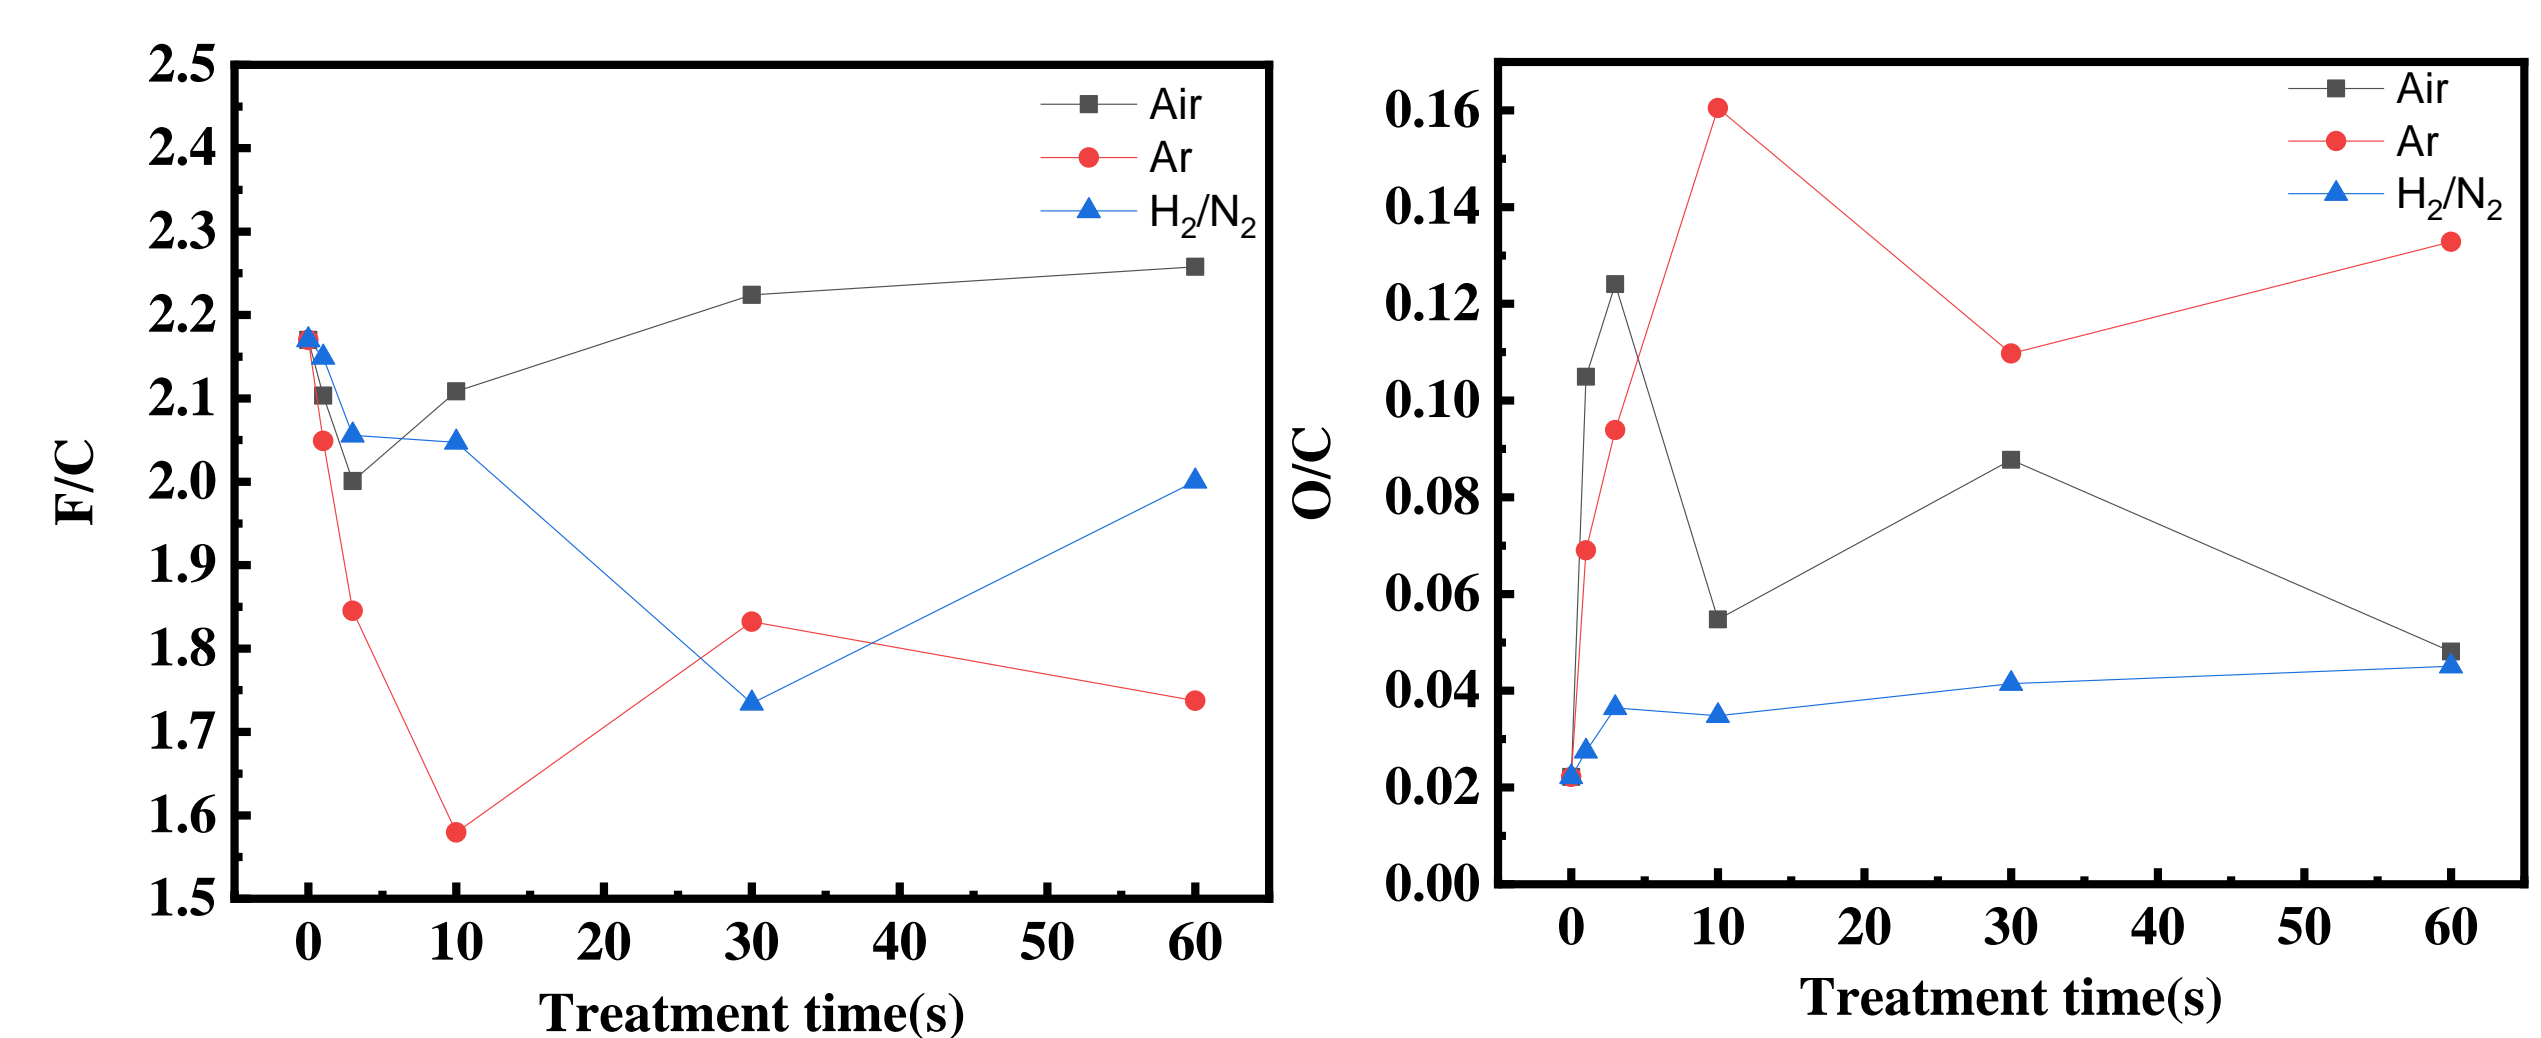 2.5
2.4
2.3
2.2
2.1
2.0
1.9
1.8
1.7
1.6
1.5
F/C
0 10 20 30 40 50 60
Treatment time(s)
Air
Ar
H2/N2
0.16
0.14
0.12
0.10
0.08
0.06
0.04
0.02
0.00
O/C
0 10 20 30 40 50 60
Treatment time(s)
Air
Ar
H2/N2